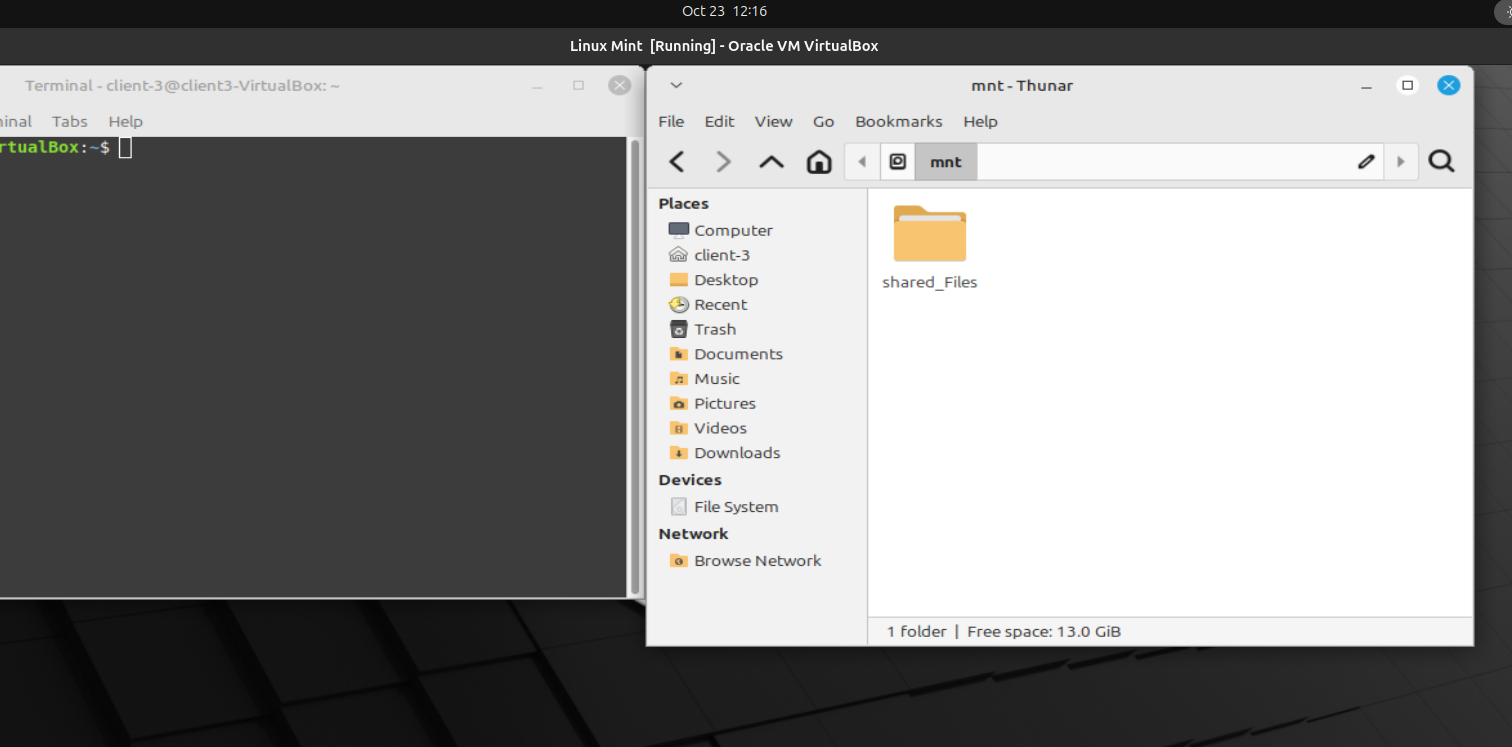 Oct 23 12:16
Linux Mint [Running] - Oracle VM VirtualBox
Terminal - client-3@client3-VirtualBox: ~
inal Tabs Help
rtualBox:~$
mnt - Thunar
File Edit View Go Bookmarks Help
mnt
Places
Computer
client-3
Desktop
Recent
Trash
Documents
Music
Pictures
Videos
Downloads
Devices
File System
Network
Browse Network
shared_Files
1 folder | Free space: 13.0 GiB